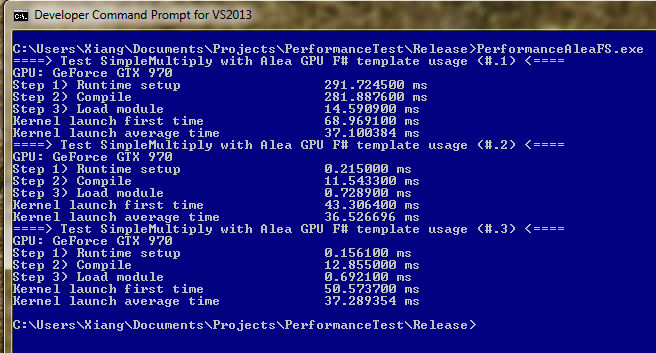 Developer Command Prompt for VS2013
C:\Users\Xiang\Documents\Projects\PerformanceTest\Release>PerformanceAleaFS.exe
====> Test SimpleMultiply with Alea GPU F# template usage (#.1) <====
GPU: GeForce GTX 970
Step 1) Runtime setup 291.724500 ms
Step 2) Compile 281.887600 ms
Step 3) Load module 14.590900 ms
Kernel launch first time 68.969100 ms
Kernel launch average time 37.100384 ms
====> Test SimpleMultiply with Alea GPU F# template usage (#.2) <====
GPU: GeForce GTX 970
Step 1) Runtime setup 0.215000 ms
Step 2) Compile 11.543300 ms
Step 3) Load module 0.728900 ms
Kernel launch first time 43.306400 ms
Kernel launch average time 36.526696 ms
====> Test SimpleMultiply with Alea GPU F# template usage (#.3) <====
GPU: GeForce GTX 970
Step 1) Runtime setup 0.156100 ms
Step 2) Compile 12.855000 ms
Step 3) Load module 0.692100 ms
Kernel launch first time 50.573700 ms
Kernel launch average time 37.289354 ms
C:\Users\Xiang\Documents\Projects\PerformanceTest\Release>